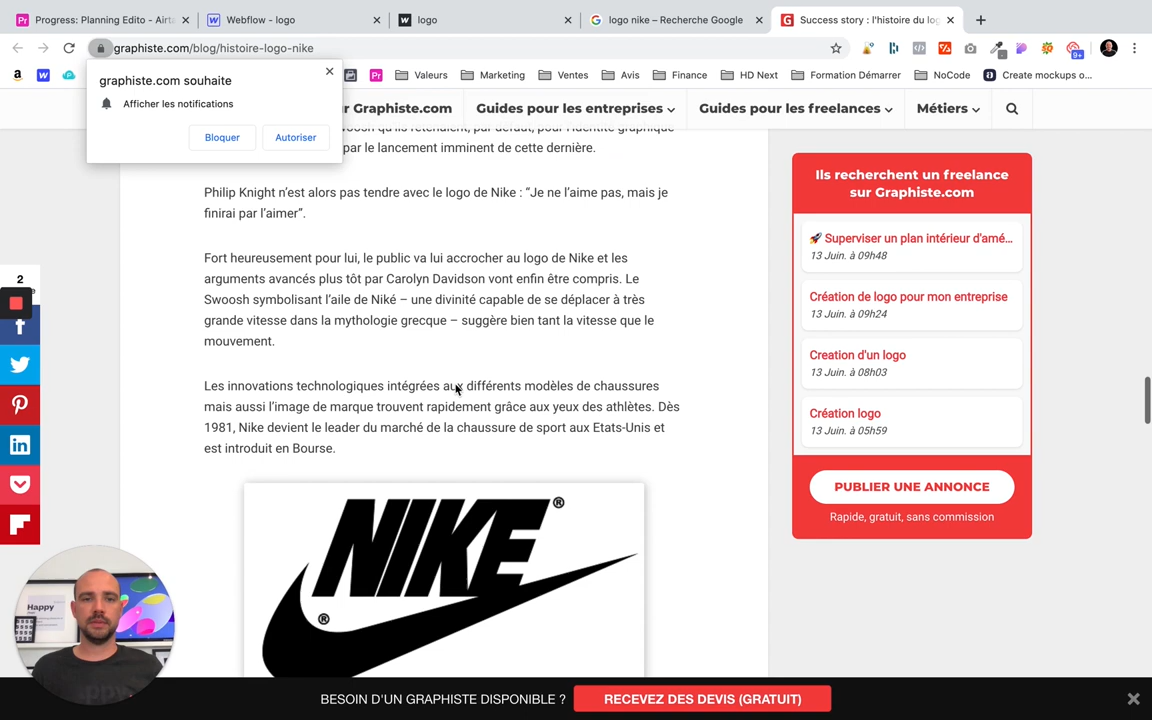 Progress: Planning Edito - Airta
Webflow - logo
logo
logo nike – Recherche Google
Success story : l'histoire du log
graphiste.com/blog/histoire-logo-nike
9+
Valeurs
Marketing
Ventes
Avis
Finance
HD Next
Formation Démarrer
NoCode
Create mockups o...
graphiste.com souhaite
Afficher les notifications
Bloquer
Autoriser
r Graphiste.com
Guides pour les entreprises
Guides pour les freelances
Métiers
woosh qu'ils retenaient, par défaut, pour l'identité graphique
par le lancement imminent de cette dernière.
Philip Knight n'est alors pas tendre avec le logo de Nike : "Je ne l'aime pas, mais je
finirai par l'aimer".
Fort heureusement pour lui, le public va lui accrocher au logo de Nike et les
arguments avancés plus tôt par Carolyn Davidson vont enfin être compris. Le
Swoosh symbolisant l'aile de Niké – une divinité capable de se déplacer à très
grande vitesse dans la mythologie grecque – suggère bien tant la vitesse que le
mouvement.
Les innovations technologiques intégrées aux différents modèles de chaussures
mais aussi l'image de marque trouvent rapidement grâce aux yeux des athlètes. Dès
1981, Nike devient le leader du marché de la chaussure de sport aux Etats-Unis et
est introduit en Bourse.
NIKE ®
®
2
Ils recherchent un freelance
sur Graphiste.com
🚀 Superviser un plan intérieur d'amé...
13 Juin. à 09h48
Création de logo pour mon entreprise
13 Juin. à 09h24
Creation d'un logo
13 Juin. à 08h03
Création logo
13 Juin. à 05h59
PUBLIER UNE ANNONCE
Rapide, gratuit, sans commission
Happy
BESOIN D'UN GRAPHISTE DISPONIBLE ?
RECEVEZ DES DEVIS (GRATUIT)